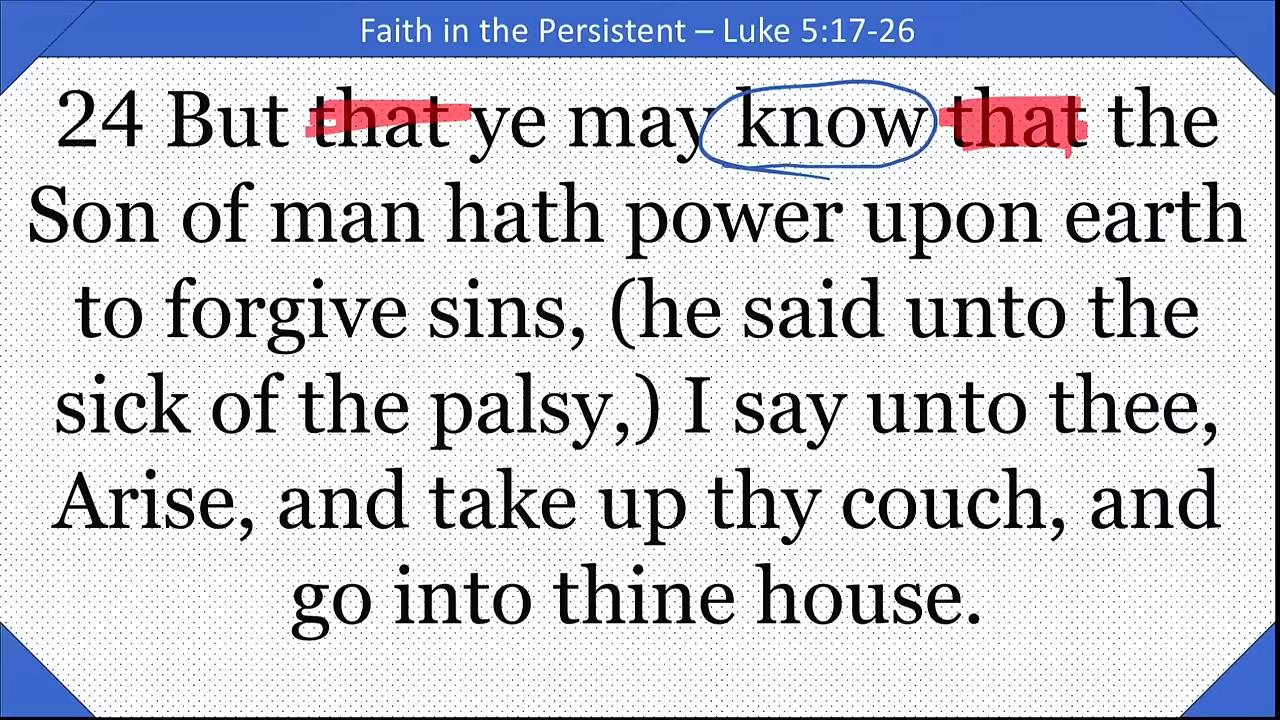 Faith in the Persistent – Luke 5:17-26
24 But that ye may know that the
Son of man hath power upon earth
to forgive sins, (he said unto the
sick of the palsy,) I say unto thee,
Arise, and take up thy couch, and
go into thine house.